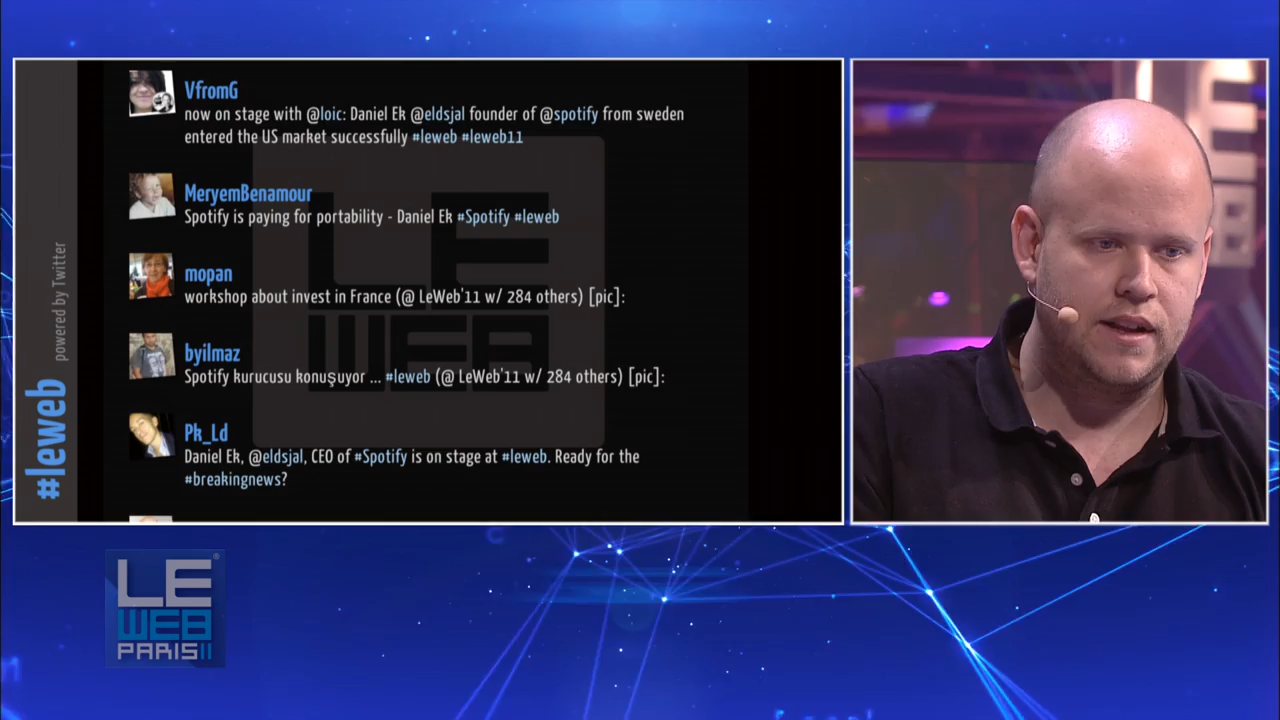 VfromG
now on stage with @loic: Daniel Ek @eldsjal founder of @spotify from sweden
entered the US market successfully #leweb #leweb11
MeryemBenamour
Spotify is paying for portability - Daniel Ek #Spotify #leweb
mopan
workshop about invest in France (@ LeWeb'11 w/ 284 others) [pic]:
byilmaz
Spotify kurucusu konuşuyor ... #leweb (@ LeWeb'11 w/ 284 others) [pic]:
Pk_Ld
Daniel Ek, @eldsjal, CEO of #Spotify is on stage at #leweb. Ready for the
#breakingnews?
#leweb powered by Twitter
LE
WEB
LE
WEB
PARIS11